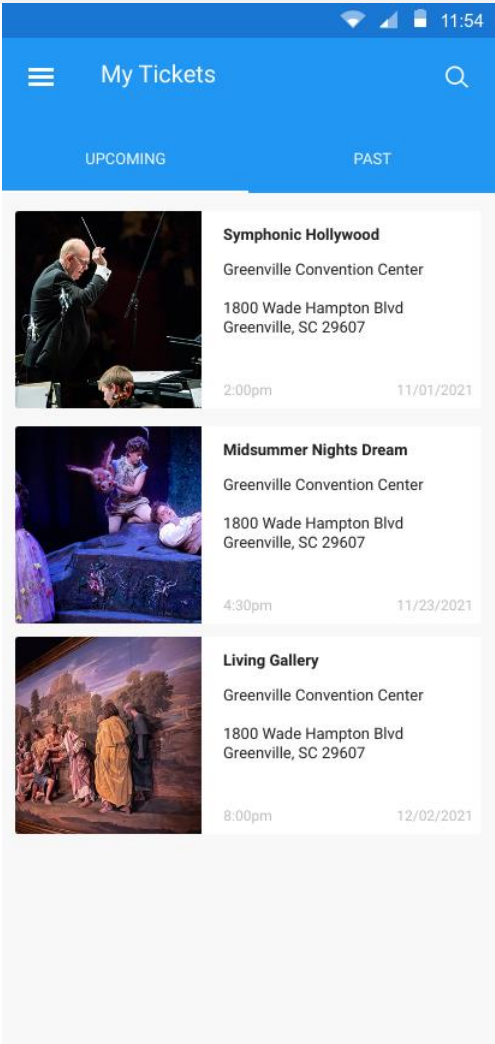 11:54
My Tickets
UPCOMING PAST
Symphonic Hollywood
Greenville Convention Center
1800 Wade Hampton Blvd
Greenville, SC 29607
2:00pm 11/01/2021
Midsummer Nights Dream
Greenville Convention Center
1800 Wade Hampton Blvd
Greenville, SC 29607
4:30pm 11/23/2021
Living Gallery
Greenville Convention Center
1800 Wade Hampton Blvd
Greenville, SC 29607
8:00pm 12/02/2021